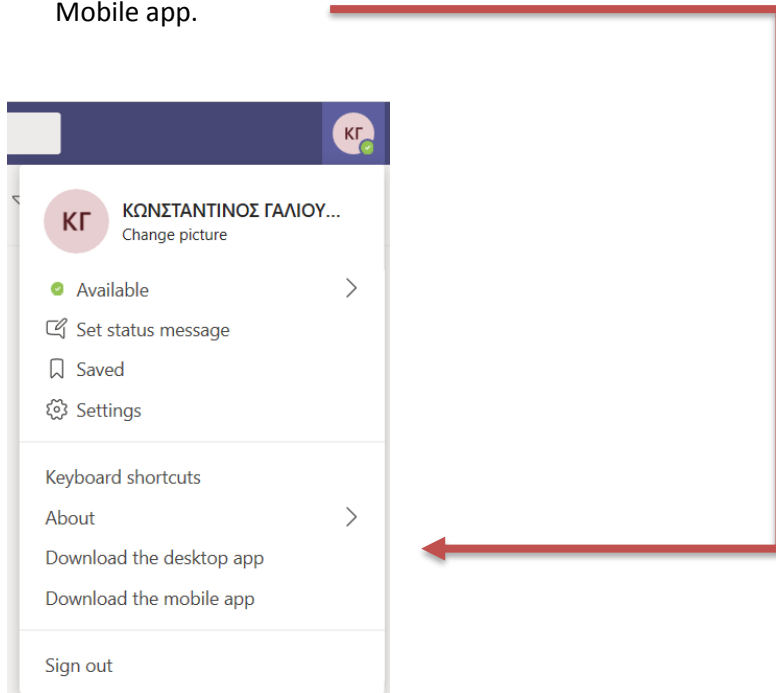 Mobile app.
ΚΓ
ΚΓ
ΚΩΝΣΤΑΝΤΙΝΟΣ ΓΑΛΙΟΥ...
Change picture
Available
Set status message
Saved
Settings
Keyboard shortcuts
About
Download the desktop app
Download the mobile app
Sign out